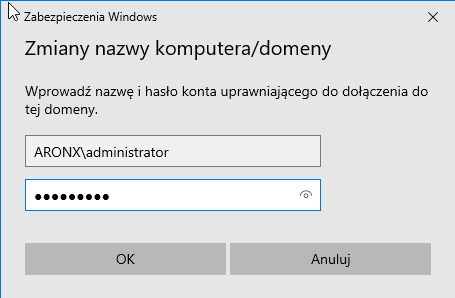 Zabezpieczenia Windows
Zmiany nazwy komputera/domeny
Wprowadź nazwę i hasło konta uprawniającego do dołączenia do
tej domeny.
ARONX\administrator
●●●●●●●●●
OK
Anuluj